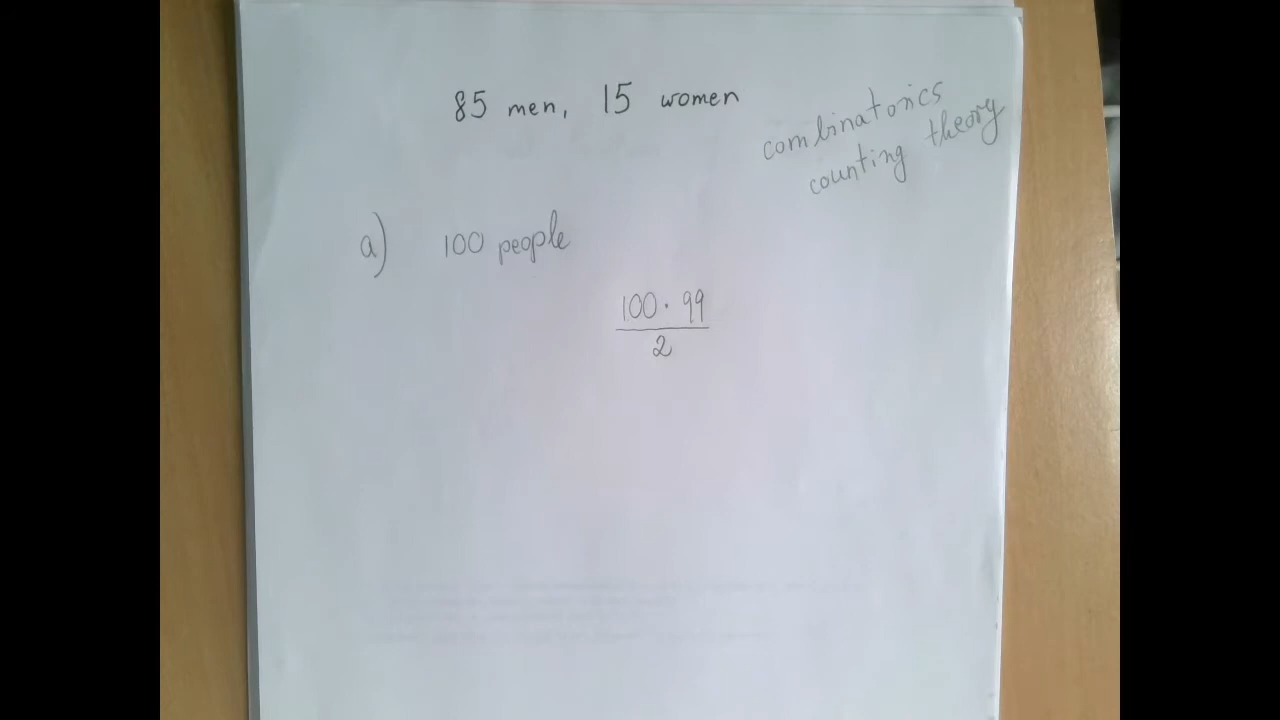 85 men, 15 women
combinatorics
counting theory
a) 100 people
100 · 99
2